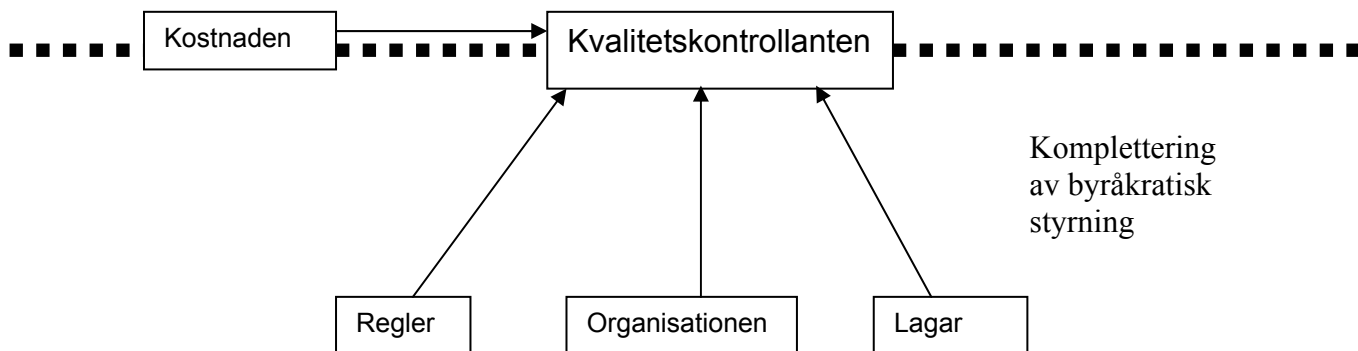 Kostnaden
Kvalitetskontrollanten
Komplettering
av byråkratisk
styrning
Regler
Organisationen
Lagar